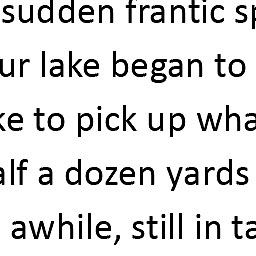 sudden frantic sp
ur lake began to
ke to pick up wha
alf a dozen yards
awhile, still in ta